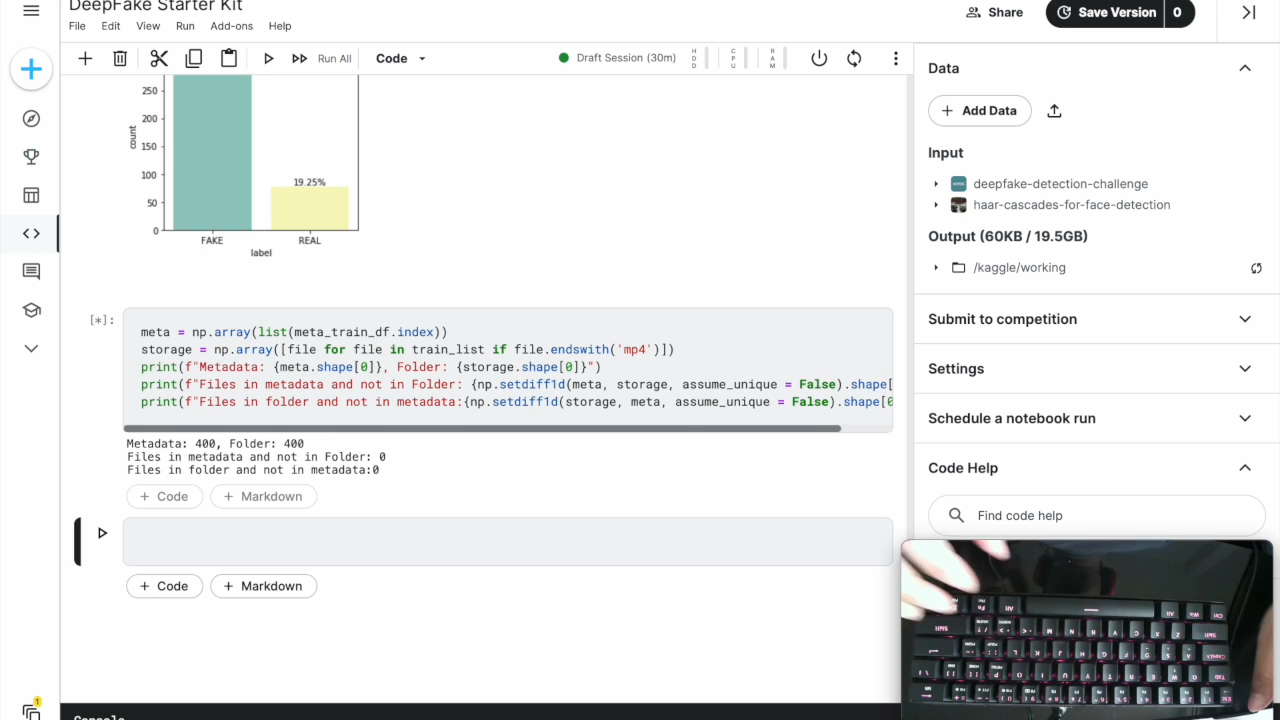 DeepFake Starter Kit
File Edit View Run Add-ons Help
Share
Save Version 0
Run All
Code
Draft Session (30m)
HDD
CPU
RAM
250
200
150
100
50
0
count
19.25%
FAKE REAL
label
[*]:
meta = np.array(list(meta_train_df.index))
storage = np.array([file for file in train_list if file.endswith('mp4')])
print(f"Metadata: {meta.shape[0]}, Folder: {storage.shape[0]}")
print(f"Files in metadata and not in Folder: {np.setdiff1d(meta, storage, assume_unique = False).shape[
print(f"Files in folder and not in metadata:{np.setdiff1d(storage, meta, assume_unique = False).shape[0
Metadata: 400, Folder: 400
Files in metadata and not in Folder: 0
Files in folder and not in metadata:0
+ Code + Markdown
+ Code + Markdown
Data
+ Add Data
Input
deepfake-detection-challenge
haar-cascades-for-face-detection
Output (60KB / 19.5GB)
/kaggle/working
Submit to competition
Settings
Schedule a notebook run
Code Help
Find code help
1
Console